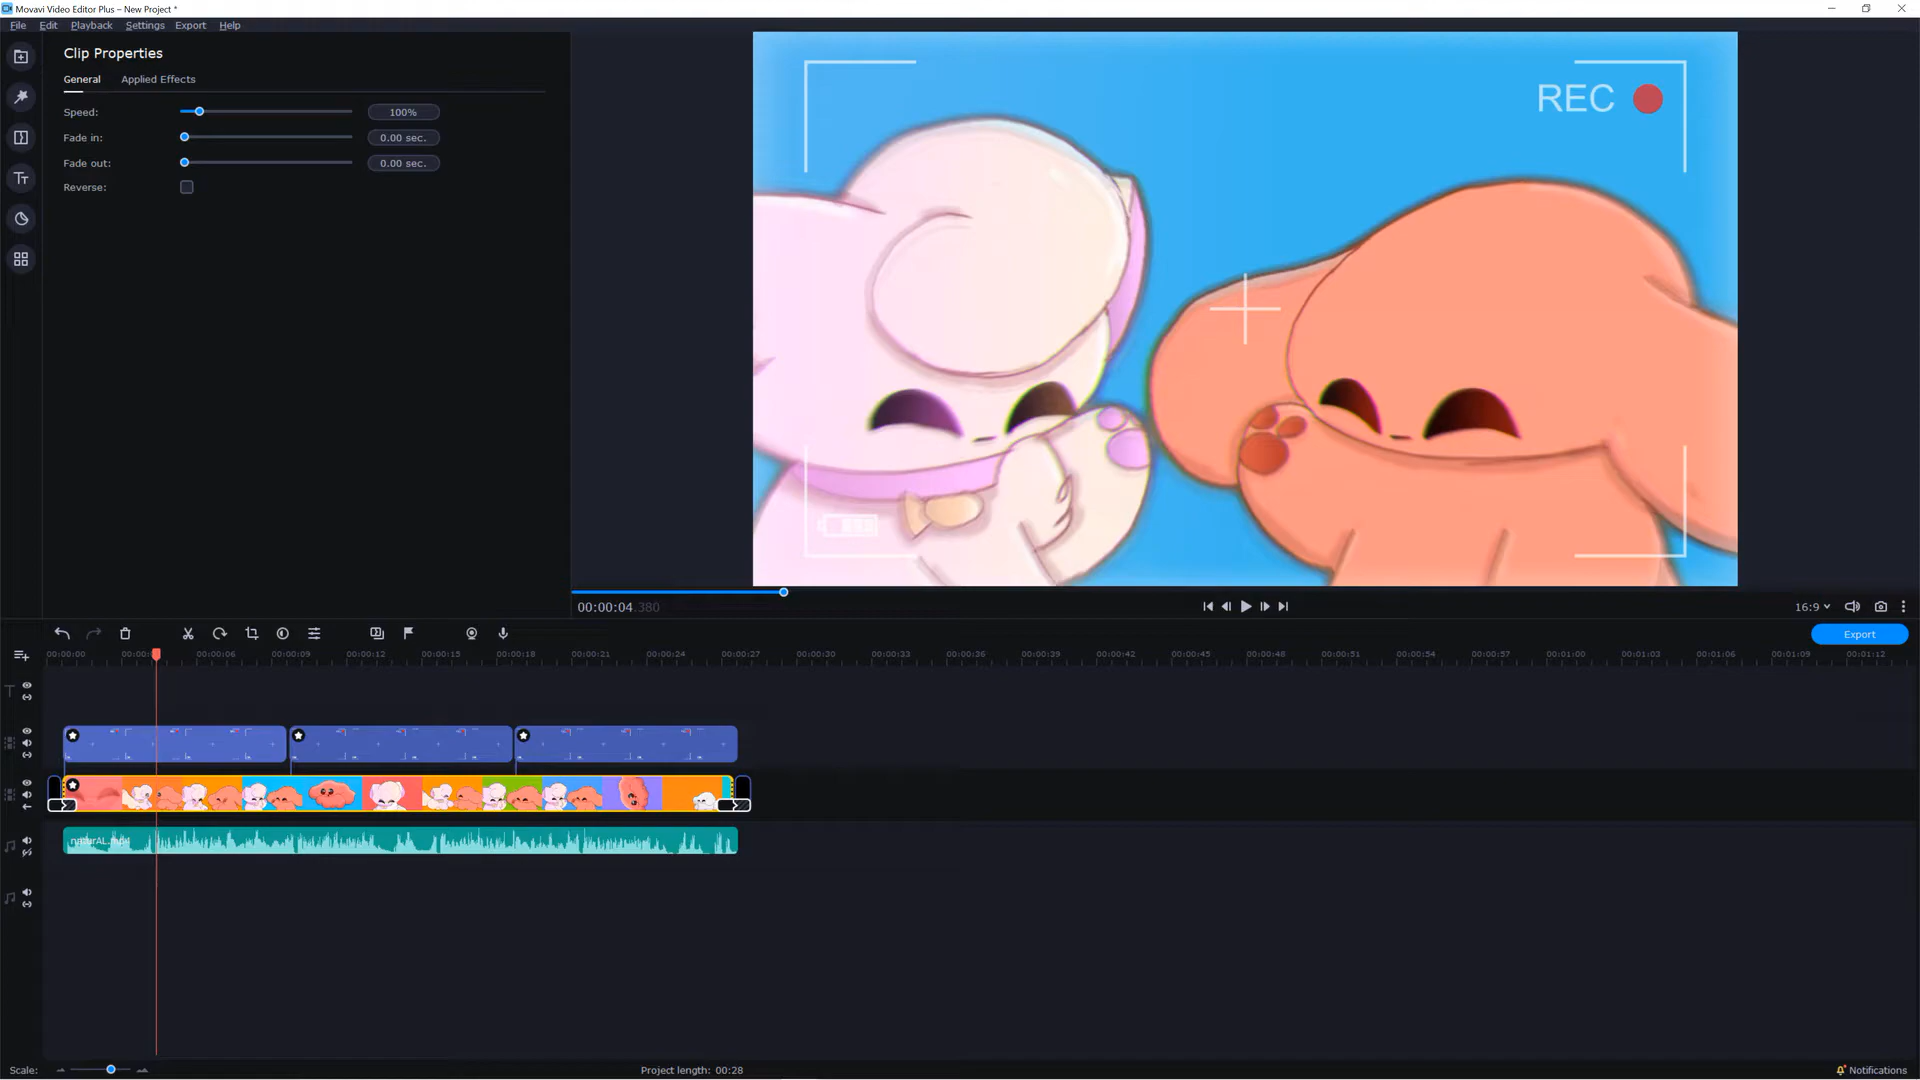 Movavi Video Editor Plus – New Project *
File Edit Playback Settings Export Help
Clip Properties
General Applied Effects
Speed: 100%
Fade in: 0.00 sec.
Fade out: 0.00 sec.
Reverse:
REC
00:00:04.380
16:9
Export
00:00:00 00:00:06 00:00:09 00:00:12 00:00:15 00:00:18 00:00:21 00:00:24 00:00:27 00:00:30 00:00:33 00:00:36 00:00:39 00:00:42 00:00:45 00:00:48 00:00:51 00:00:54 00:00:57 00:01:00 00:01:03 00:01:06 00:01:09 00:01:12
naturAL.mp4
Scale:
Project length: 00:28
Notifications